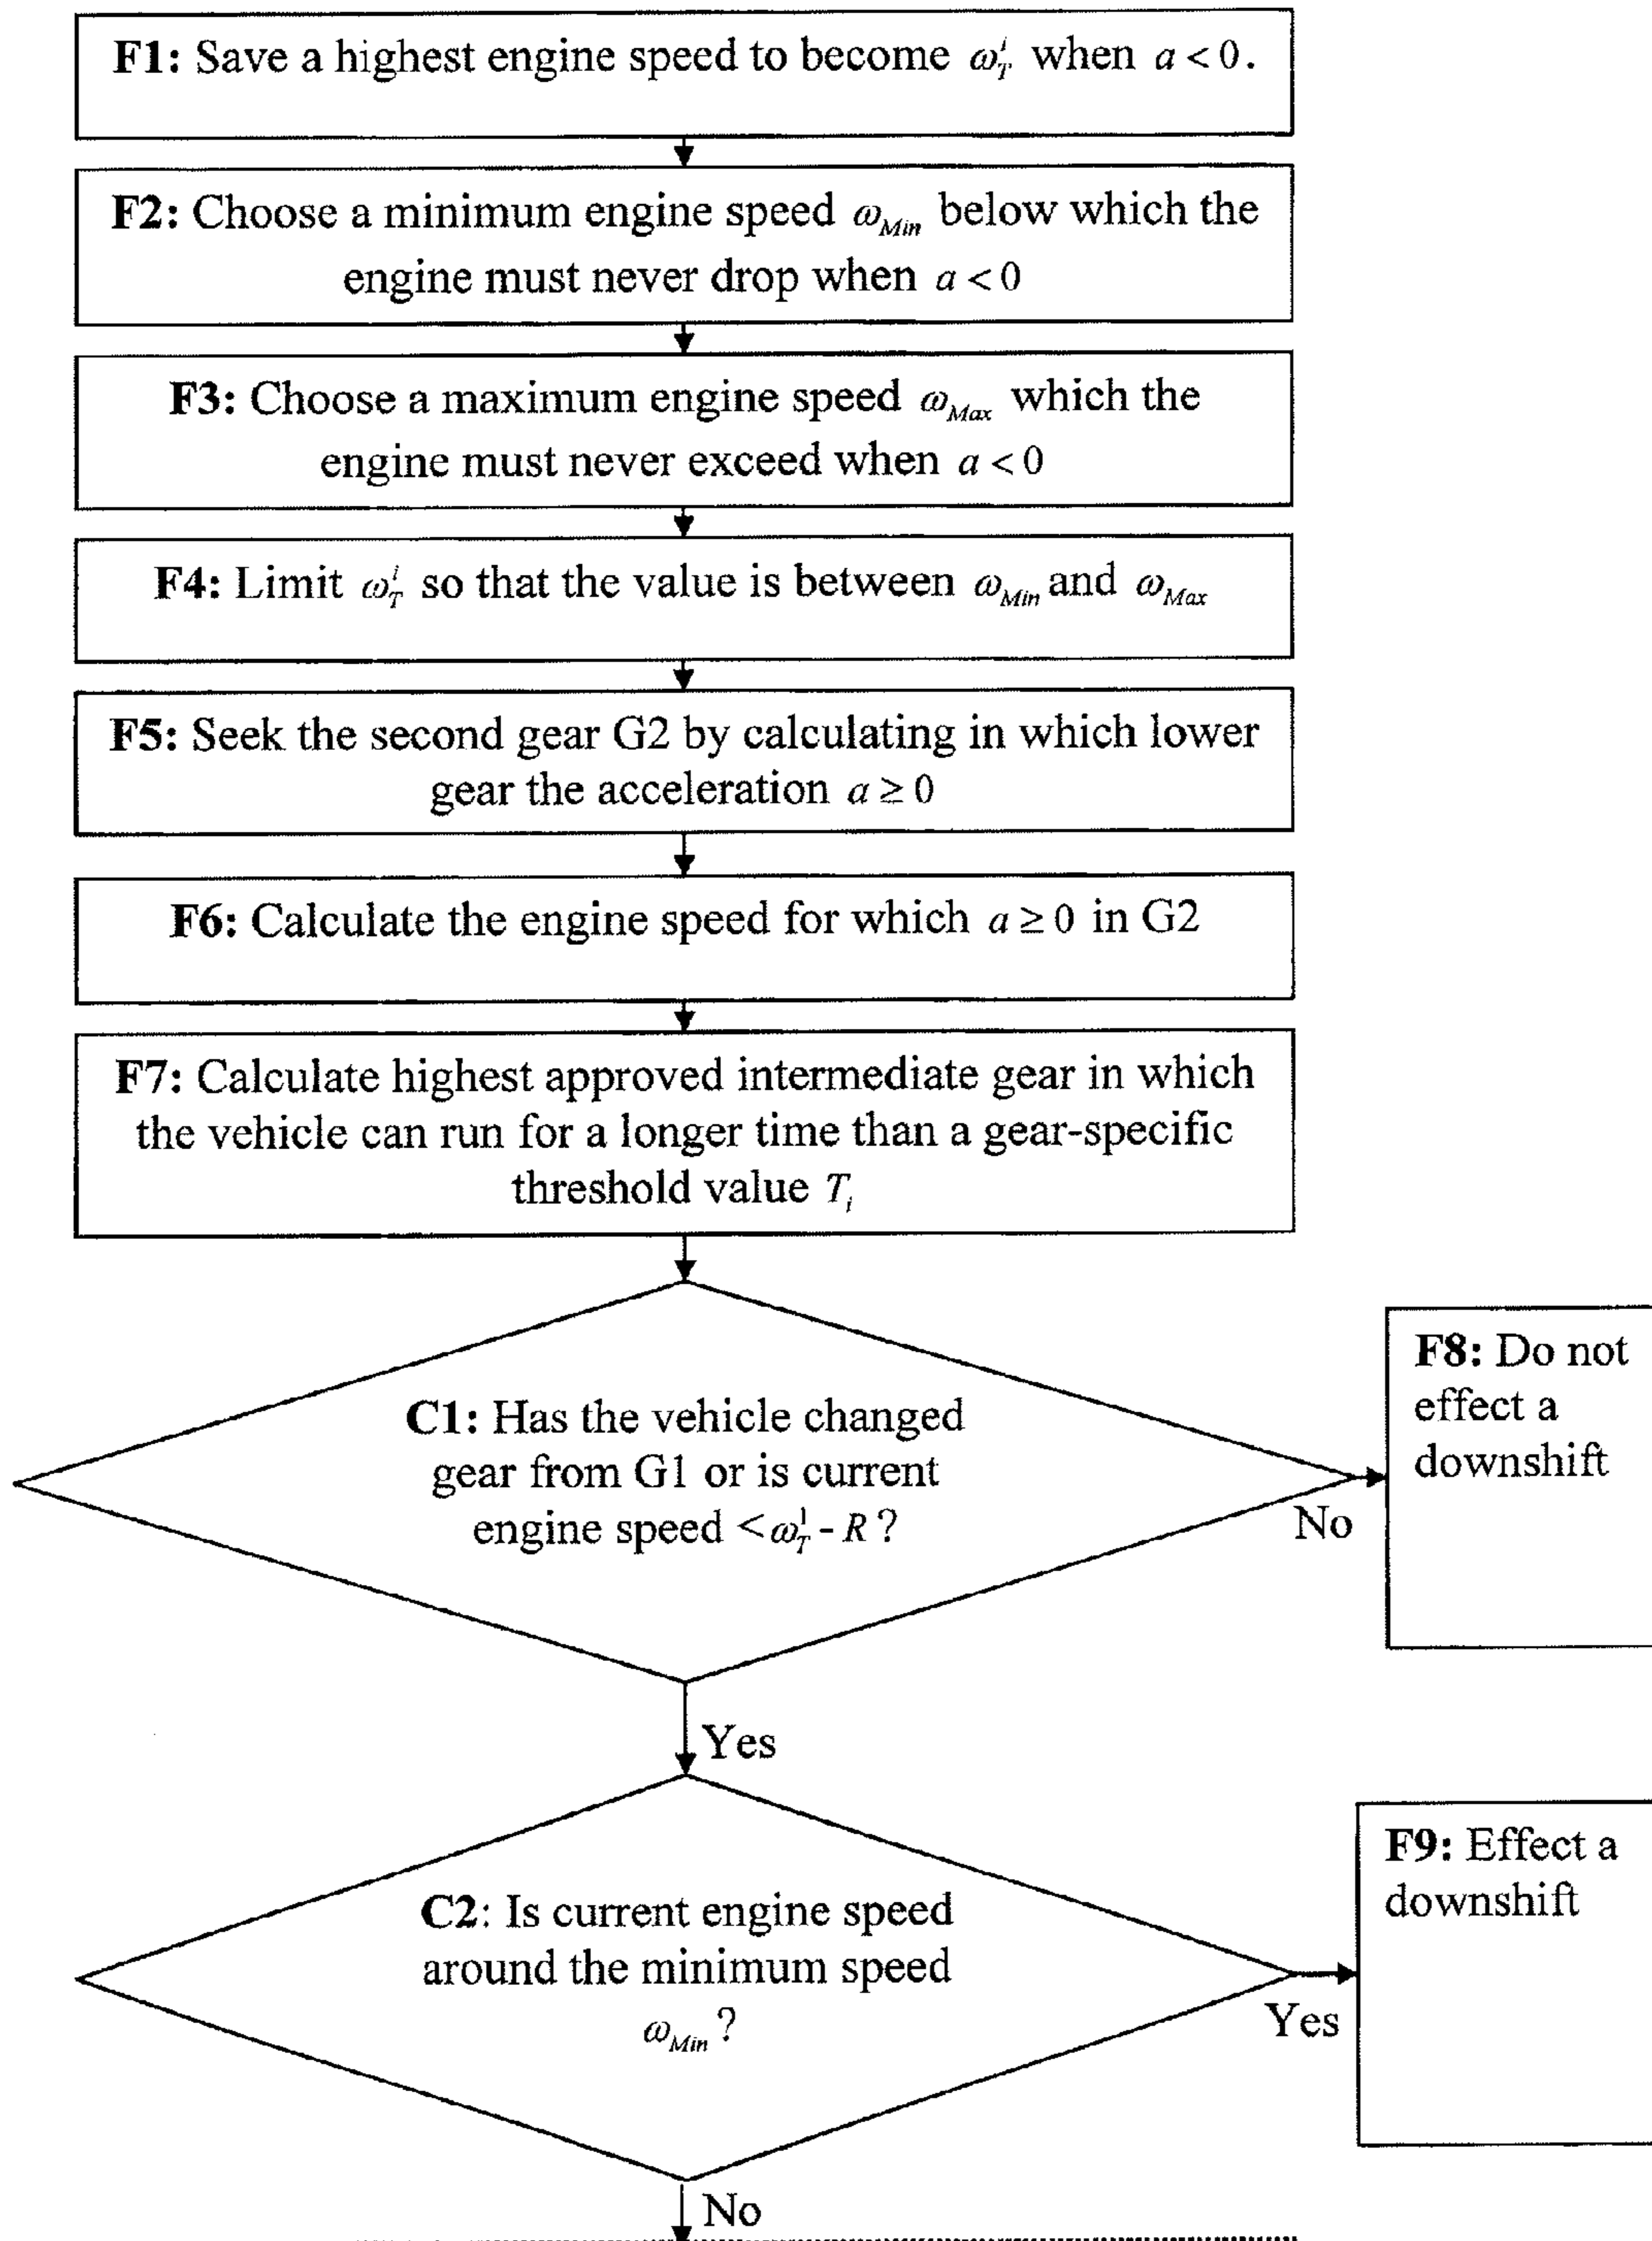 F1: Save a highest engine speed to become ω_T^i when a < 0.
F2: Choose a minimum engine speed ω_Min below which the
engine must never drop when a < 0
F3: Choose a maximum engine speed ω_Max which the
engine must never exceed when a < 0
F4: Limit ω_T^i so that the value is between ω_Min and ω_Max
F5: Seek the second gear G2 by calculating in which lower
gear the acceleration a ≥ 0
F6: Calculate the engine speed for which a ≥ 0 in G2
F7: Calculate highest approved intermediate gear in which
the vehicle can run for a longer time than a gear-specific
threshold value T_i
C1: Has the vehicle changed
gear from G1 or is current
engine speed < ω_T^1 - R ?
No
F8: Do not
effect a
downshift
Yes
C2: Is current engine speed
around the minimum speed
ω_Min ?
Yes
F9: Effect a
downshift
No